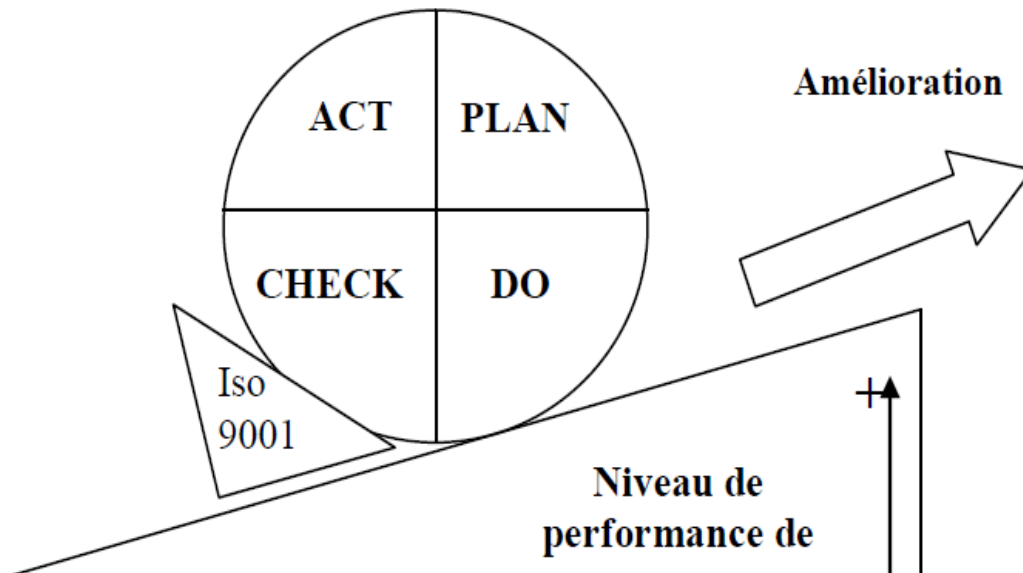 Amélioration
ACT
PLAN
CHECK
DO
Iso
9001
+
Niveau de
performance de